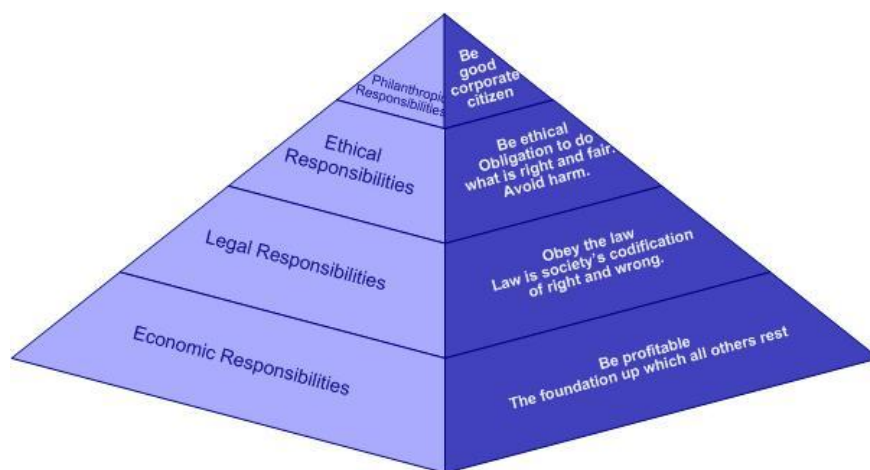 Philanthropic
Responsibilities
Be
good
corporate
citizen
Ethical
Responsibilities
Be ethical
Obligation to do
what is right and fair.
Avoid harm.
Legal Responsibilities
Obey the law
Law is society's codification
of right and wrong.
Economic Responsibilities
Be profitable
The foundation up which all others rest